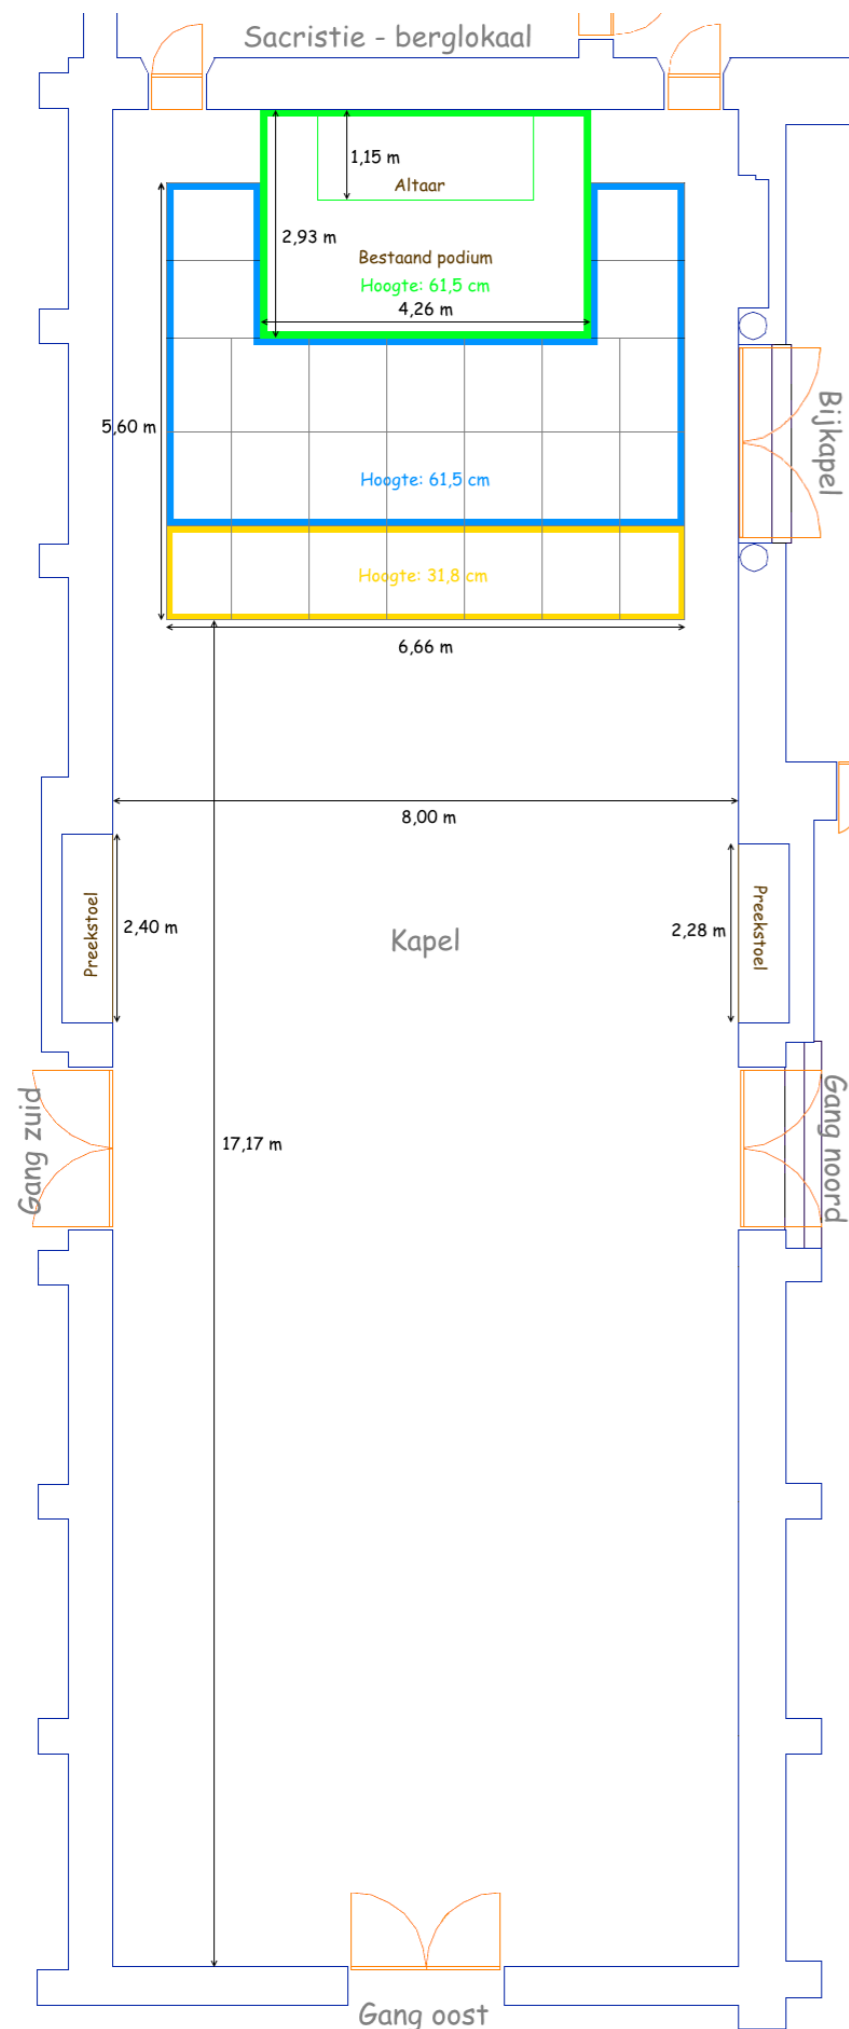 Sacristie - berglokaal
1,15 m
Altaar
2,93 m
Bestaand podium
Hoogte: 61,5 cm
4,26 m
Bijkapel
5,60 m
Hoogte: 61,5 cm
Hoogte: 31,8 cm
6,66 m
8,00 m
Preekstoel
2,40 m
Kapel
2,28 m
Preekstoel
Gang zuid
17,17 m
Gang noord
Gang oost